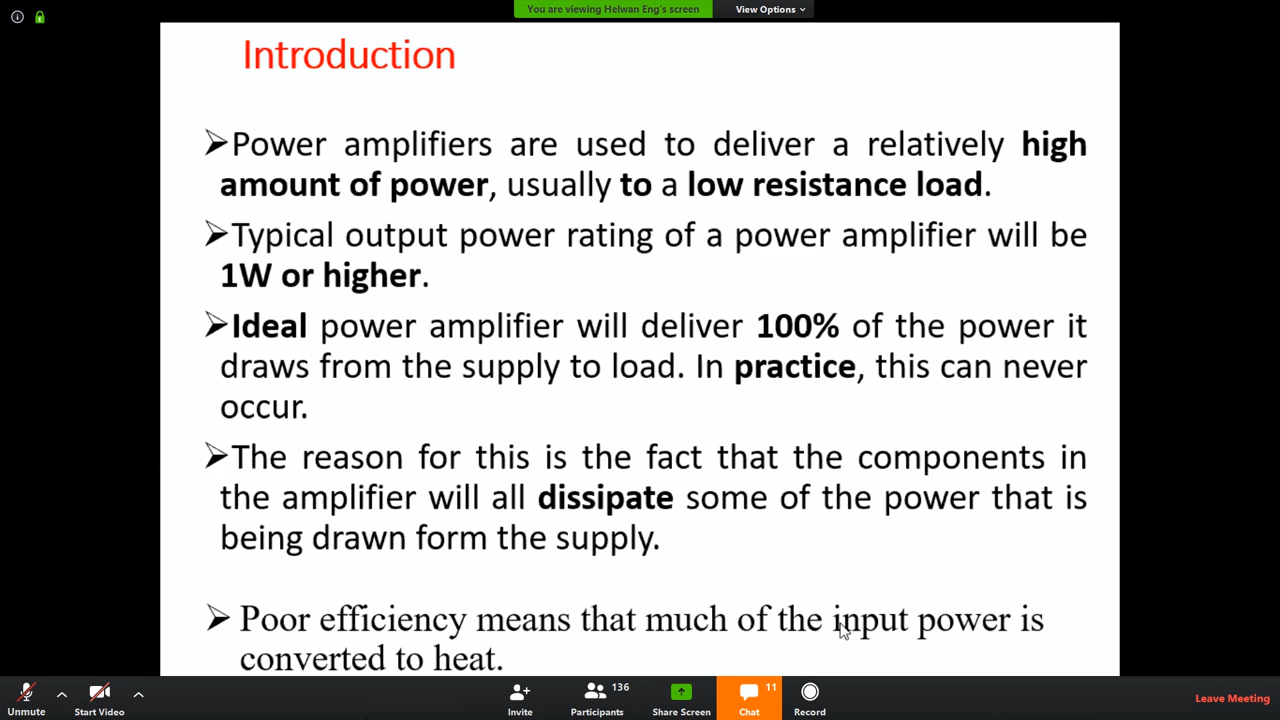 You are viewing Helwan Eng's screen
View Options
Introduction
Power amplifiers are used to deliver a relatively high
amount of power, usually to a low resistance load.
Typical output power rating of a power amplifier will be
1W or higher.
Ideal power amplifier will deliver 100% of the power it
draws from the supply to load. In practice, this can never
occur.
The reason for this is the fact that the components in
the amplifier will all dissipate some of the power that is
being drawn form the supply.
Poor efficiency means that much of the input power is
converted to heat.
Unmute
Start Video
Invite
Participants 136
Share Screen
Chat 11
Record
Leave Meeting